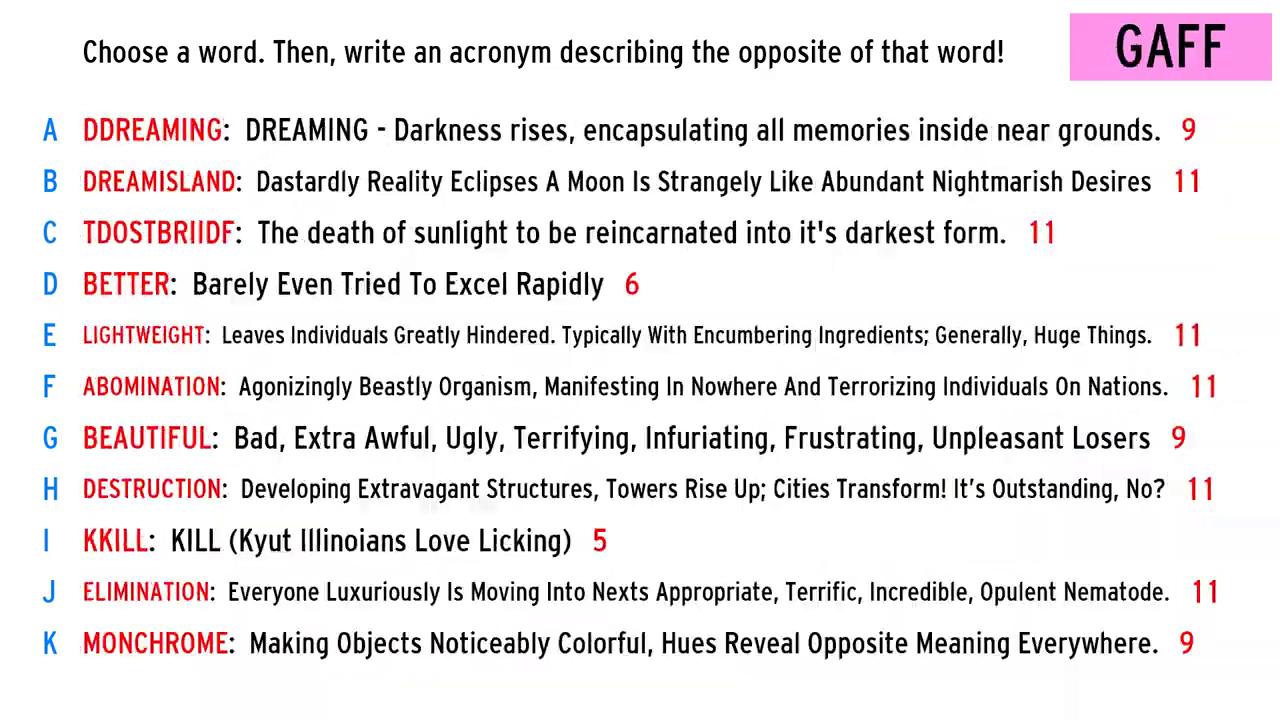 Choose a word. Then, write an acronym describing the opposite of that word!
GAFF
A DDREAMING: DREAMING - Darkness rises, encapsulating all memories inside near grounds. 9
B DREAMISLAND: Dastardly Reality Eclipses A Moon Is Strangely Like Abundant Nightmarish Desires 11
C TDOSTBRIIDF: The death of sunlight to be reincarnated into it's darkest form. 11
D BETTER: Barely Even Tried To Excel Rapidly 6
E LIGHTWEIGHT: Leaves Individuals Greatly Hindered. Typically With Encumbering Ingredients; Generally, Huge Things. 11
F ABOMINATION: Agonizingly Beastly Organism, Manifesting In Nowhere And Terrorizing Individuals On Nations. 11
G BEAUTIFUL: Bad, Extra Awful, Ugly, Terrifying, Infuriating, Frustrating, Unpleasant Losers 9
H DESTRUCTION: Developing Extravagant Structures, Towers Rise Up; Cities Transform! It’s Outstanding, No? 11
I KKILL: KILL (Kyut Illinoians Love Licking) 5
J ELIMINATION: Everyone Luxuriously Is Moving Into Nexts Appropriate, Terrific, Incredible, Opulent Nematode. 11
K MONCHROME: Making Objects Noticeably Colorful, Hues Reveal Opposite Meaning Everywhere. 9